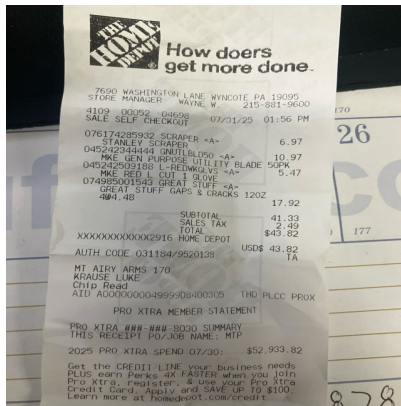 THE HOME DEPOT
How doers
get more done.
7690 WASHINGTON LANE WYNCOTE PA 19095
STORE MANAGER WAYNE W. 215-881-9600
4109 00052 04698 07/31/25 01:56 PM
SALE SELF CHECKOUT
076174285932 SCRAPER <A> 6.97
STANLEY SCRAPER
045242344444 GNUTLBLD50 <A> 10.97
MKE GEN PURPOSE UTILITY BLADE 50PK
045242509188 L-REDWKGLVS <A> 5.47
MKE RED L CUT 1 GLOVE
074985001543 GREAT STUFF <A>
GREAT STUFF GAPS & CRACKS 12OZ
4@4.48 17.92
SUBTOTAL 41.33
SALES TAX 2.49
TOTAL $43.82
XXXXXXXXXXXX2916 HOME DEPOT
USD$ 43.82
AUTH CODE 031184/9520138 TA
MT AIRY ARMS 170
KRAUSE LUKE
Chip Read
AID A0000000049999D8400305 THD PLCC PROX
PRO XTRA MEMBER STATEMENT
PRO XTRA ###-###-8030 SUMMARY
THIS RECEIPT PO/JOB NAME: MTP
2025 PRO XTRA SPEND 07/30: $52,933.82
Get the CREDIT LINE your business needs
PLUS earn Perks 4X FASTER when you join
Pro Xtra, register, & use your Pro Xtra
Credit Card. Apply and SAVE UP TO $100.
Learn more at homedepot.com/credit
170
26
177
878